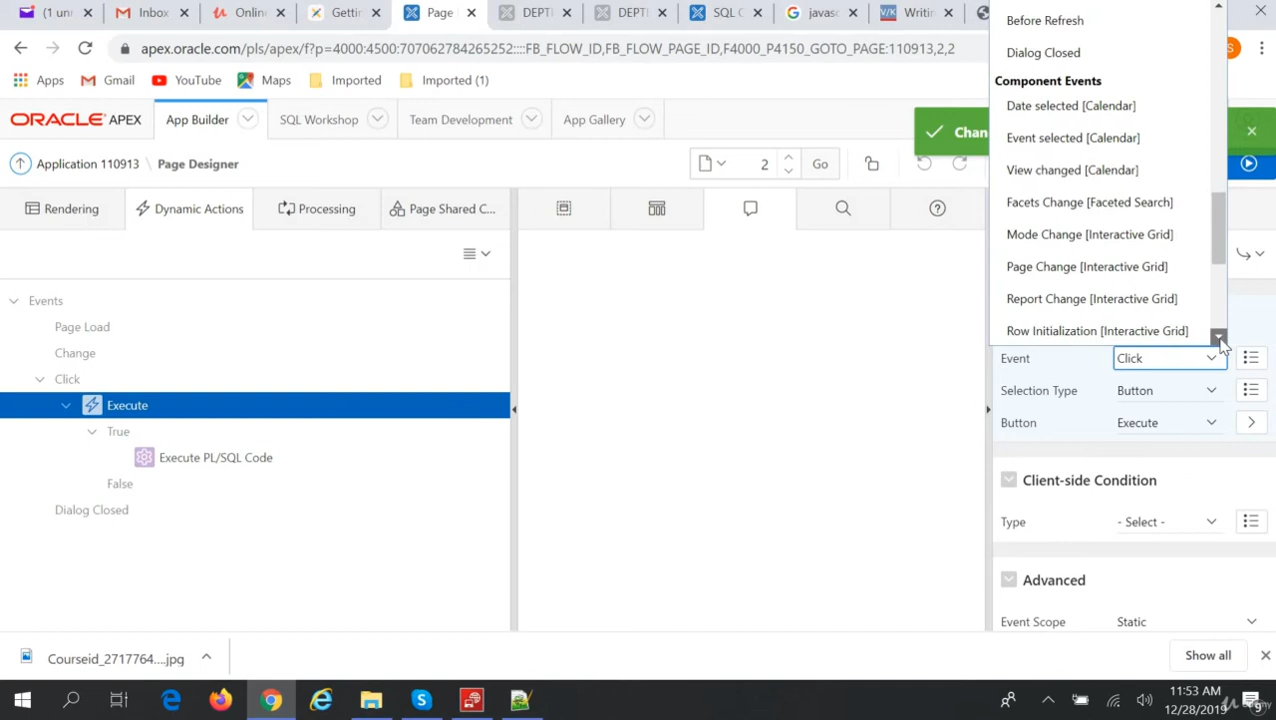 (1 unr
Inbox
Onlin
Gettin
Page
DEPTI
DEPTI
SQL C
javasc
Writin
apex.oracle.com/pls/apex/f?p=4000:4500:707062784265252::::FB_FLOW_ID,FB_FLOW_PAGE_ID,F4000_P4150_GOTO_PAGE:110913,2,2
S
Apps
Gmail
YouTube
Maps
Imported
Imported (1)
Before Refresh
Dialog Closed
Component Events
Date selected [Calendar]
Event selected [Calendar]
View changed [Calendar]
Facets Change [Faceted Search]
Mode Change [Interactive Grid]
Page Change [Interactive Grid]
Report Change [Interactive Grid]
Row Initialization [Interactive Grid]
ORACLE APEX
App Builder
SQL Workshop
Team Development
App Gallery
Chan
Application 110913
Page Designer
2
Go
Rendering
Dynamic Actions
Processing
Page Shared C...
Events
Page Load
Change
Click
Execute
True
Execute PL/SQL Code
False
Dialog Closed
Event
Click
Selection Type
Button
Button
Execute
Client-side Condition
Type
- Select -
Advanced
Event Scope
Static
Courseid_2717764....jpg
Show all
11:53 AM
12/28/2019